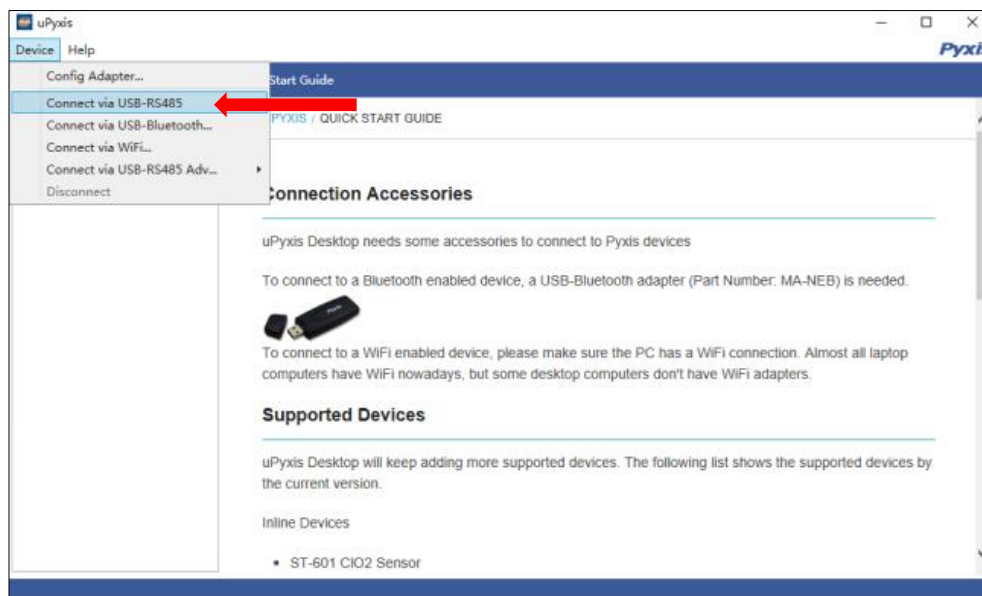 uPyxis
Device Help
Pyxis
Config Adapter...
Connect via USB-RS485
Connect via USB-Bluetooth...
Connect via WiFi...
Connect via USB-RS485 Adv...
Disconnect
Start Guide
PYXIS / QUICK START GUIDE
Connection Accessories
uPyxis Desktop needs some accessories to connect to Pyxis devices
To connect to a Bluetooth enabled device, a USB-Bluetooth adapter (Part Number: MA-NEB) is needed.
To connect to a WiFi enabled device, please make sure the PC has a WiFi connection. Almost all laptop
computers have WiFi nowadays, but some desktop computers don't have WiFi adapters.
Supported Devices
uPyxis Desktop will keep adding more supported devices. The following list shows the supported devices by
the current version.
Inline Devices
ST-601 ClO2 Sensor